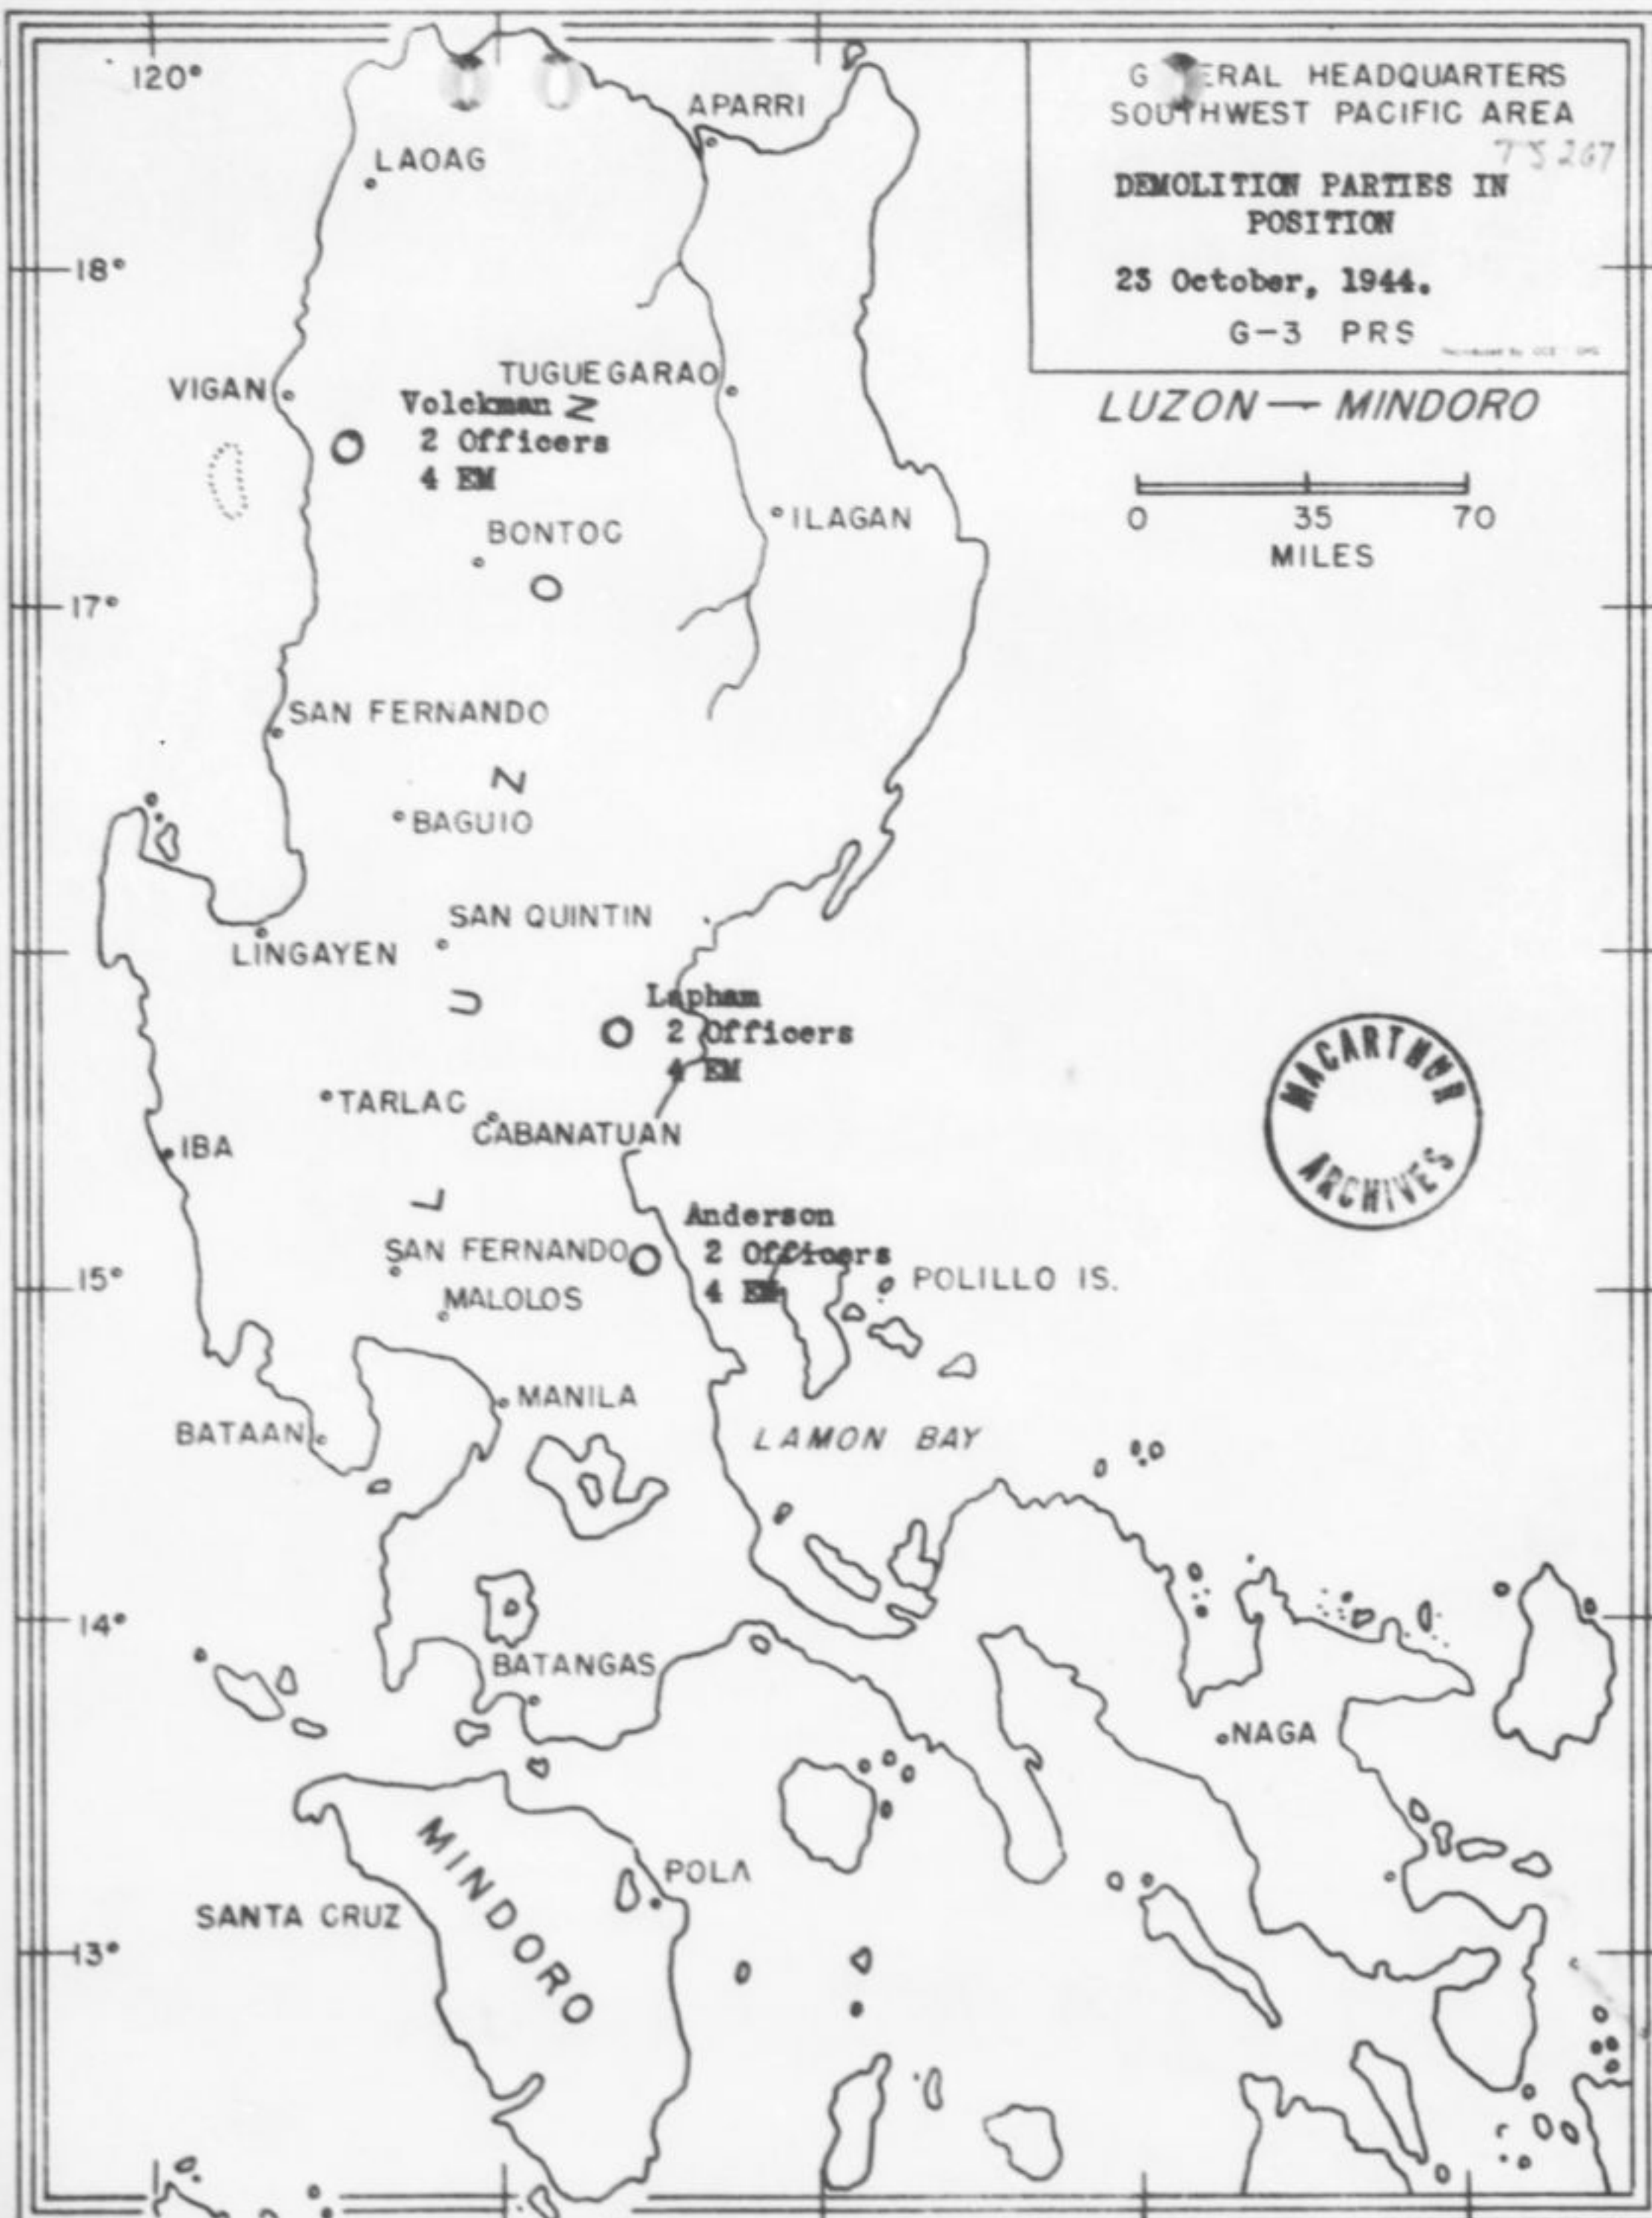 120°
G ERAL HEADQUARTERS
SOUTHWEST PACIFIC AREA
TS 267
DEMOLITION PARTIES IN
POSITION
23 October, 1944.
G-3 PRS
LUZON — MINDORO
0 35 70
MILES
APARRI
LAOAG
18°
TUGUEGARAO
VIGAN
Volckman
2 Officers
4 EM
ILAGAN
BONTOC
17°
SAN FERNANDO
BAGUIO
SAN QUINTIN
LINGAYEN
LUZON
Lapham
2 Officers
4 EM
TARLAC
CABANATUAN
IBA
MACARTHUR
ARCHIVES
Anderson
2 Officers
4 EM
SAN FERNANDO
15°
POLILLO IS.
MALOLOS
MANILA
BATAAN
LAMON BAY
14°
BATANGAS
NAGA
MINDORO
POLA
SANTA CRUZ
13°